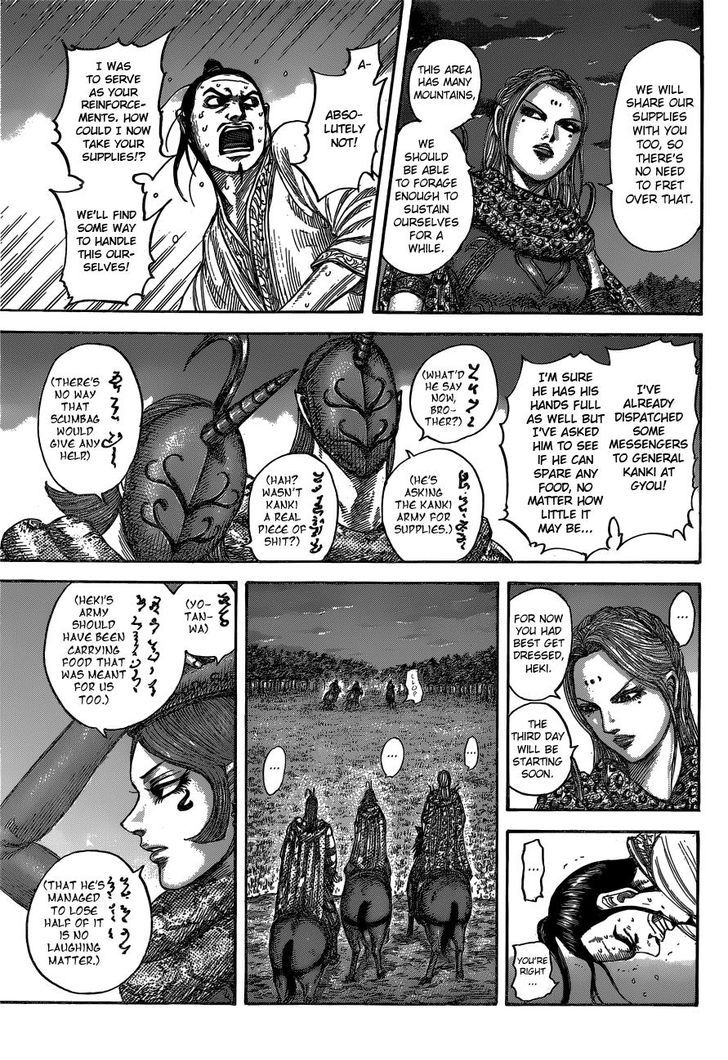 WE WILL
SHARE OUR
SUPPLIES
WITH YOU
TOO, SO
THERE'S
NO NEED
TO FRET
OVER THAT.
THIS AREA
HAS MANY
MOUNTAINS,
WE
SHOULD
BE ABLE
TO FORAGE
ENOUGH TO
SUSTAIN
OURSELVES
FOR A
WHILE.
A-
ABSO-
LUTELY
NOT!
I WAS
TO SERVE
AS YOUR
REINFORCE-
MENTS, HOW
COULD I NOW
TAKE YOUR
SUPPLIES!?
WE'LL FIND
SOME WAY
TO HANDLE
THIS OUR-
SELVES!
I'VE
ALREADY
DISPATCHED
SOME
MESSENGERS
TO GENERAL
KANKI AT
GYOU!
I'M SURE
HE HAS HIS
HANDS FULL
AS WELL BUT
I'VE ASKED
HIM TO SEE
IF HE CAN
SPARE ANY
FOOD, NO
MATTER HOW
LITTLE IT
MAY BE...
(WHAT'D
HE SAY
NOW,
BRO-
THER?)
(HE'S
ASKING
THE KANKI
ARMY FOR
SUPPLIES.)
(HAH?
WASN'T
KANKI
A REAL
PIECE OF
SHIT?)
(THERE'S
NO WAY
THAT
SCUMBAG
WOULD
GIVE ANY
HELP)
...
FOR NOW
YOU HAD
BEST GET
DRESSED,
HEKI.
THE
THIRD DAY
WILL BE
STARTING
SOON.
...
YOU'RE
RIGHT
...
CLOP
...
...
...
(YO-
TAN-
WA)
(HEKI'S
ARMY
SHOULD
HAVE BEEN
CARRYING
FOOD THAT
WAS MEANT
FOR US
TOO.)
(THAT HE'S
MANAGED
TO LOSE
HALF OF IT
IS NO
LAUGHING
MATTER.)